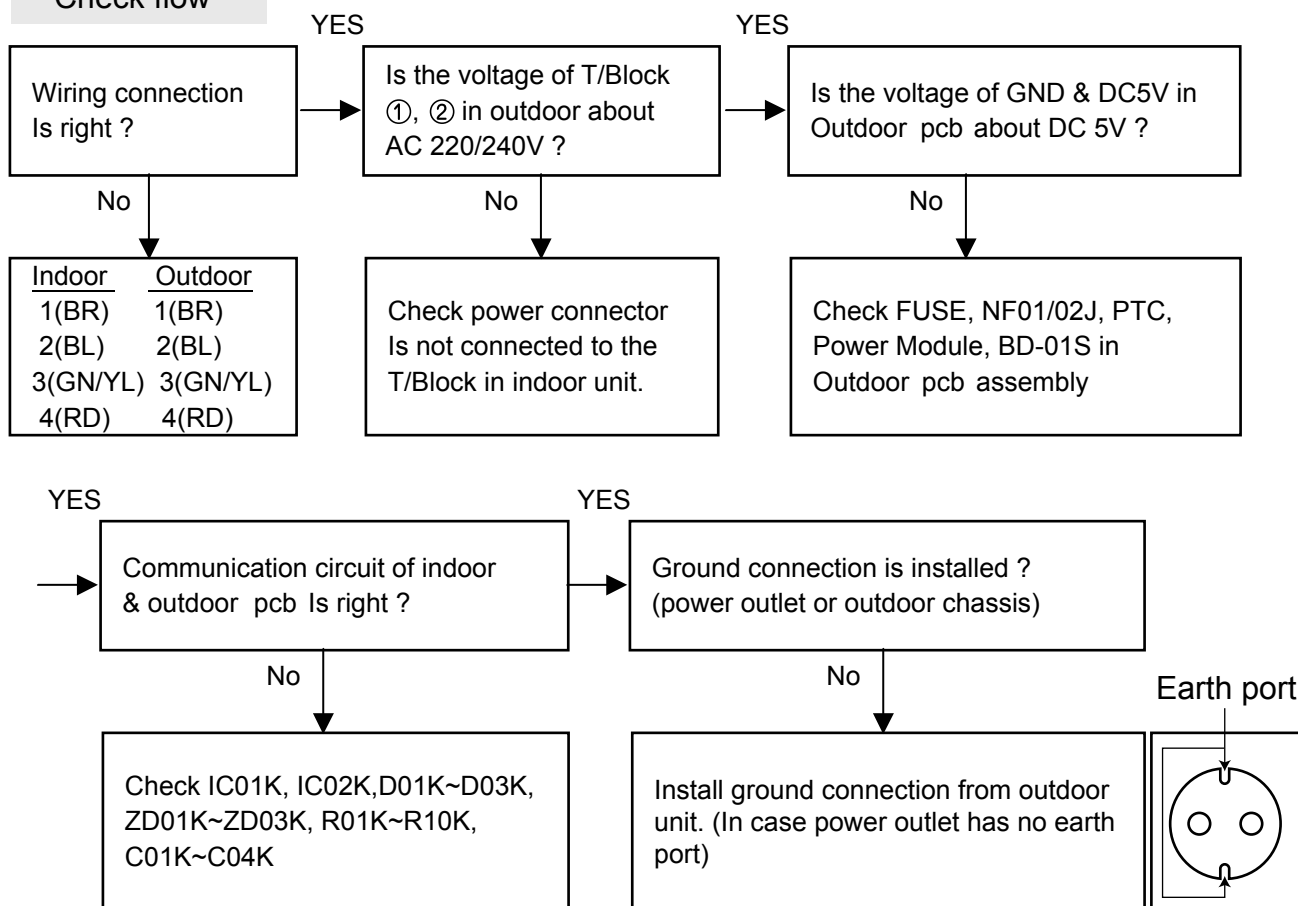 Check flow
YES
YES
Wiring connection
Is right ?
Is the voltage of T/Block
①, ② in outdoor about
AC 220/240V ?
Is the voltage of GND & DC5V in
Outdoor pcb about DC 5V ?
No
No
No
Indoor Outdoor
1(BR) 1(BR)
2(BL) 2(BL)
3(GN/YL) 3(GN/YL)
4(RD) 4(RD)
Check power connector
Is not connected to the
T/Block in indoor unit.
Check FUSE, NF01/02J, PTC,
Power Module, BD-01S in
Outdoor pcb assembly
YES
YES
Communication circuit of indoor
& outdoor pcb Is right ?
Ground connection is installed ?
(power outlet or outdoor chassis)
No
No
Earth port
Check IC01K, IC02K,D01K~D03K,
ZD01K~ZD03K, R01K~R10K,
C01K~C04K
Install ground connection from outdoor
unit. (In case power outlet has no earth
port)